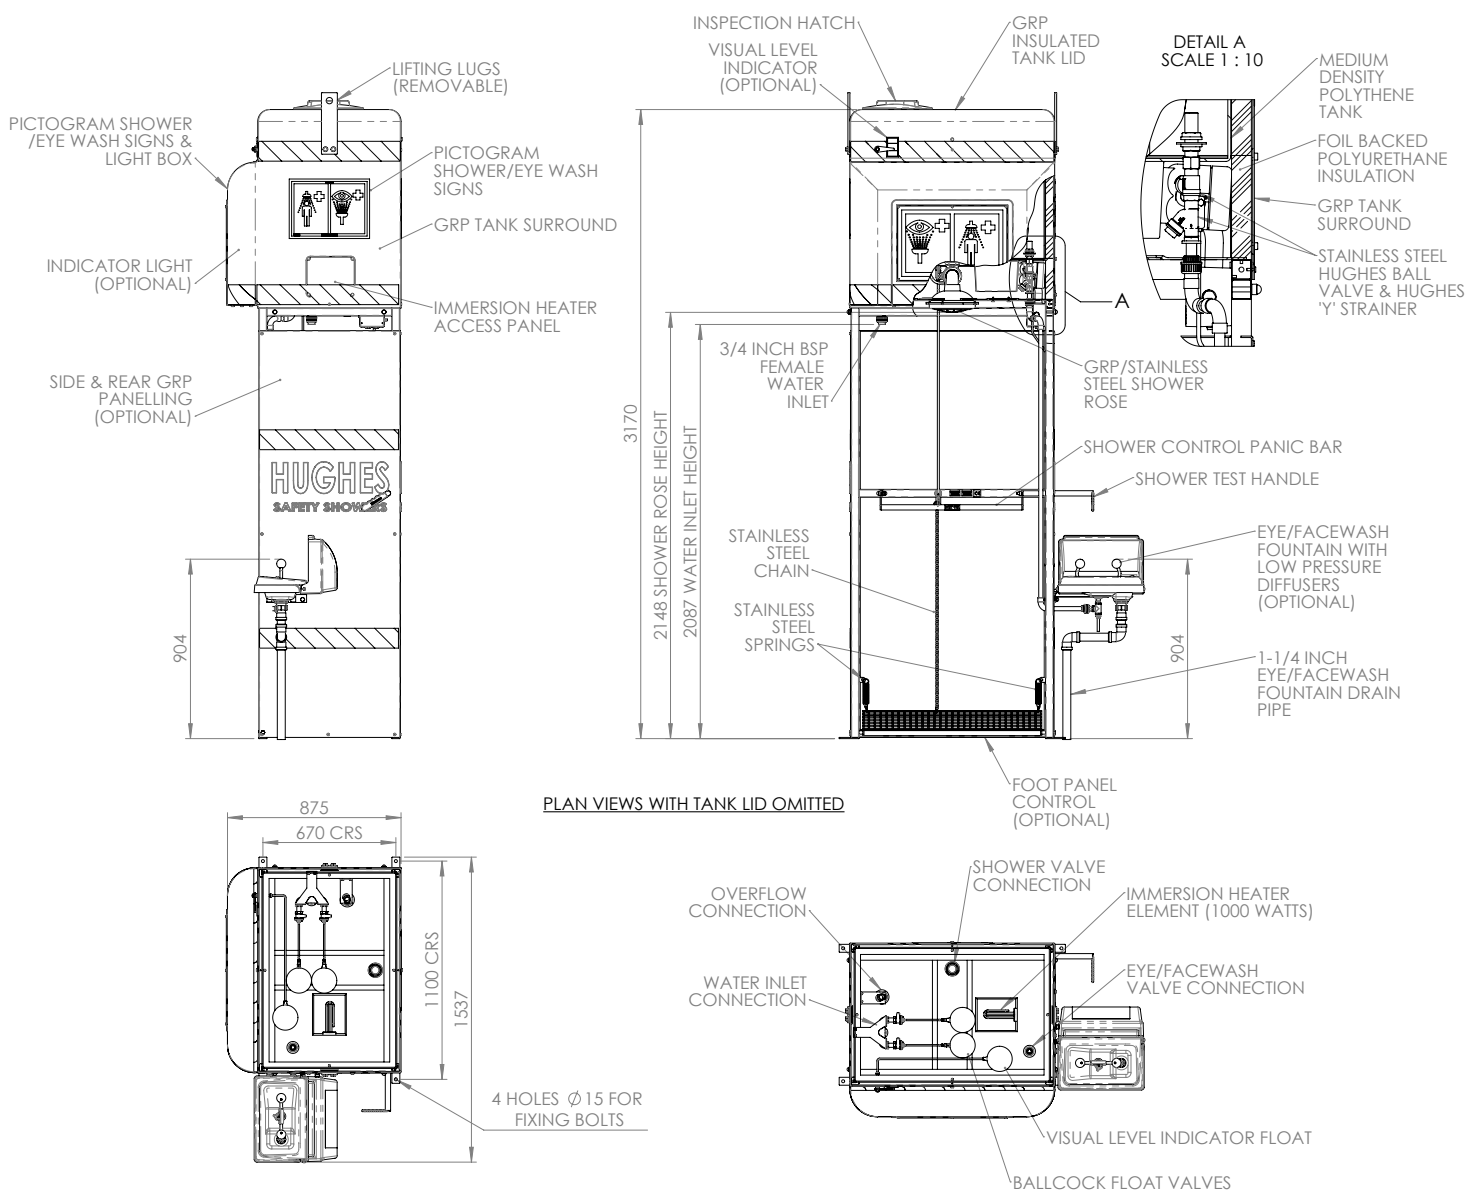 LIFTING LUGS
(REMOVABLE)
PICTOGRAM SHOWER
/EYE WASH SIGNS &
LIGHT BOX
PICTOGRAM
SHOWER/EYE WASH
SIGNS
GRP TANK SURROUND
INDICATOR LIGHT
(OPTIONAL)
IMMERSION HEATER
ACCESS PANEL
SIDE & REAR GRP
PANELLING
(OPTIONAL)
HUGHES
SAFETY SHOWERS
904
INSPECTION HATCH
VISUAL LEVEL
INDICATOR
(OPTIONAL)
GRP
INSULATED
TANK LID
DETAIL A
SCALE 1 : 10
MEDIUM
DENSITY
POLYTHENE
TANK
FOIL BACKED
POLYURETHANE
INSULATION
GRP TANK
SURROUND
STAINLESS STEEL
HUGHES BALL
VALVE & HUGHES
'Y' STRAINER
A
3/4 INCH BSP
FEMALE
WATER
INLET
GRP/STAINLESS
STEEL SHOWER
ROSE
3170
2148 SHOWER ROSE HEIGHT
2087 WATER INLET HEIGHT
SHOWER CONTROL PANIC BAR
SHOWER TEST HANDLE
STAINLESS
STEEL
CHAIN
EYE/FACEWASH
FOUNTAIN WITH
LOW PRESSURE
DIFFUSERS
(OPTIONAL)
STAINLESS
STEEL
SPRINGS
904
1-1/4 INCH
EYE/FACEWASH
FOUNTAIN DRAIN
PIPE
FOOT PANEL
CONTROL
(OPTIONAL)
PLAN VIEWS WITH TANK LID OMITTED
875
670 CRS
1100 CRS
1537
4 HOLES Ø 15 FOR
FIXING BOLTS
SHOWER VALVE
CONNECTION
OVERFLOW
CONNECTION
IMMERSION HEATER
ELEMENT (1000 WATTS)
WATER INLET
CONNECTION
EYE/FACEWASH
VALVE CONNECTION
VISUAL LEVEL INDICATOR FLOAT
BALLCOCK FLOAT VALVES